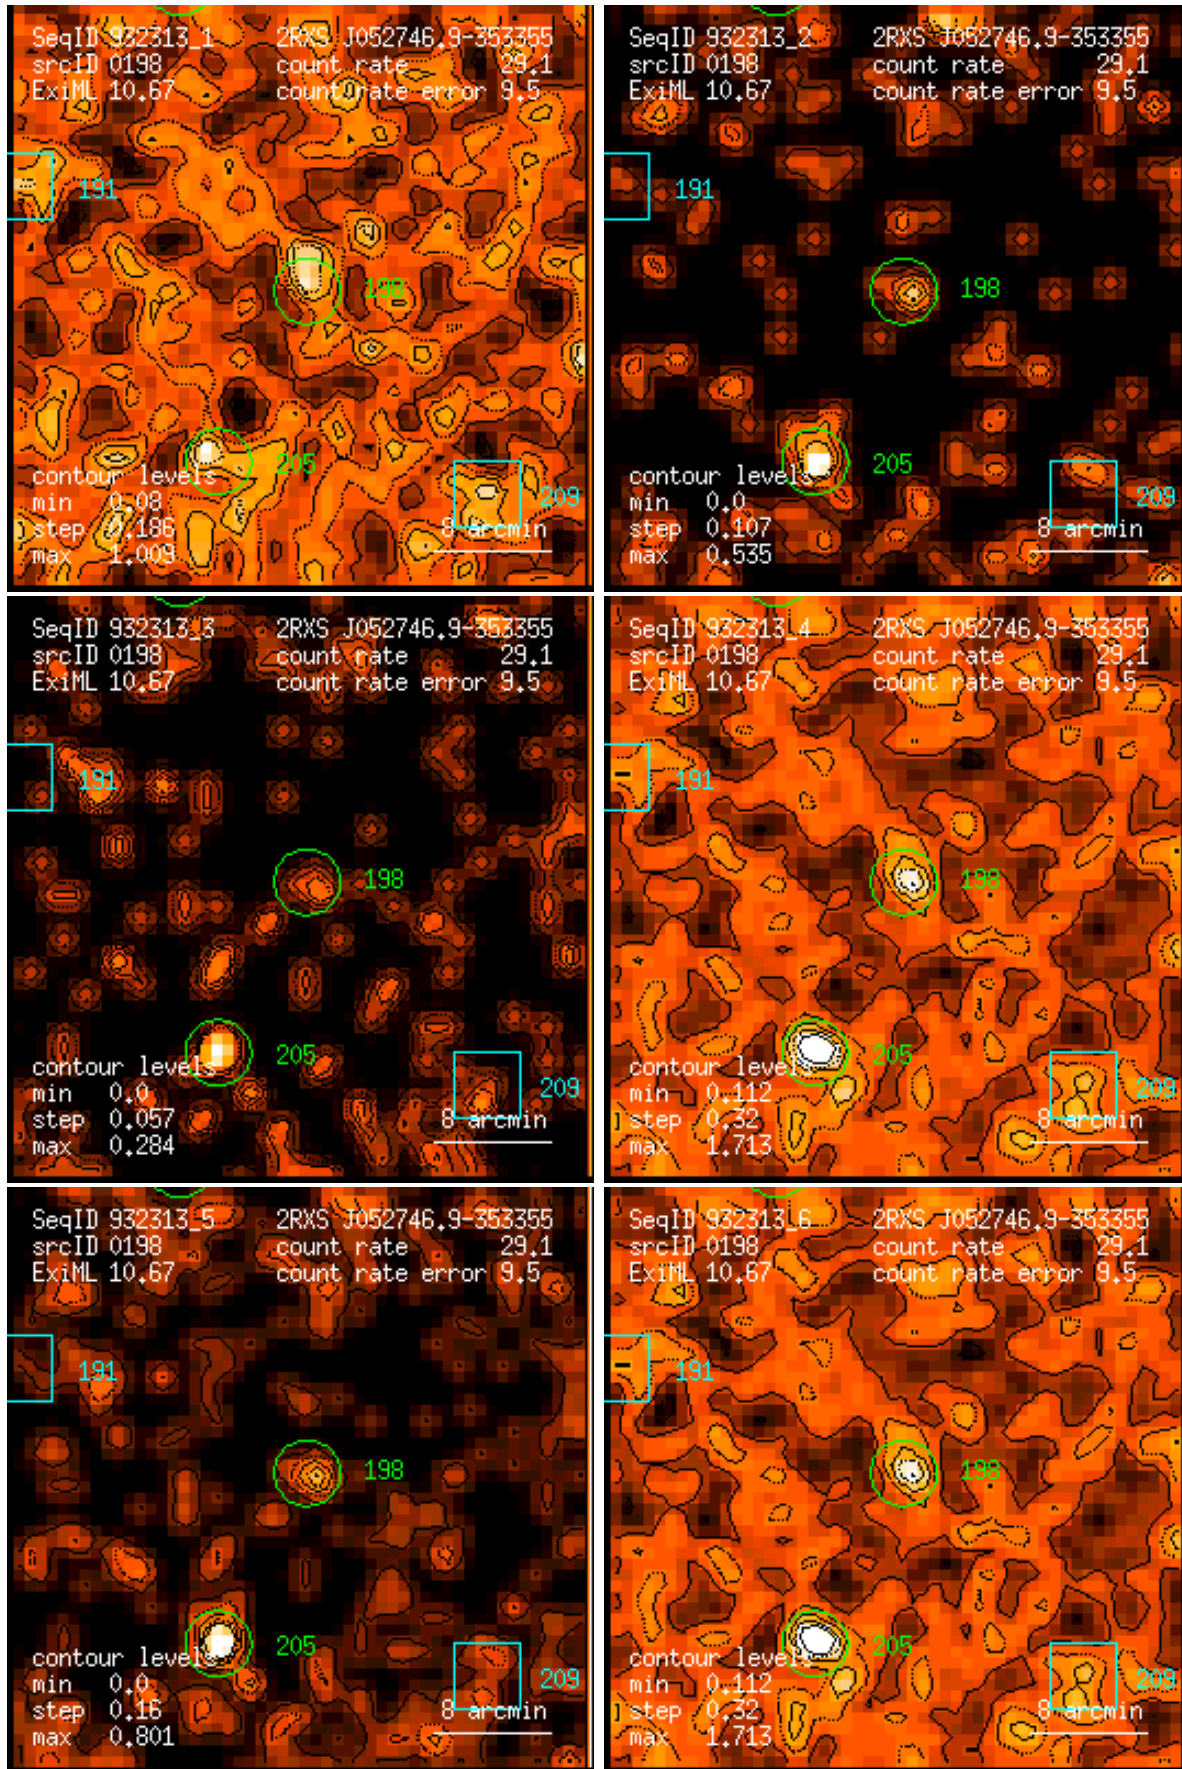 SeqID 932313_1 2RXS J052746.9-353355
srcID 0198 count rate 29.1
ExiML 10.67 count rate error 9.5
191
198
205
contour levels
min 0.08
209
step 0.186 8 arcmin
max 1.009
SeqID 932313_2 2RXS J052746.9-353355
srcID 0198 count rate 29.1
ExiML 10.67 count rate error 9.5
191
198
205
contour levels
min 0.0
209
step 0.107 8 arcmin
max 0.535
SeqID 932313_3 2RXS J052746.9-353355
srcID 0198 count rate 29.1
ExiML 10.67 count rate error 9.5
191
198
205
contour levels
min 0.0
209
step 0.057 8 arcmin
max 0.284
SeqID 932313_4 2RXS J052746.9-353355
srcID 0198 count rate 29.1
ExiML 10.67 count rate error 9.5
191
198
205
contour levels
min 0.112
209
step 0.32 8 arcmin
max 1.713
SeqID 932313_5 2RXS J052746.9-353355
srcID 0198 count rate 29.1
ExiML 10.67 count rate error 9.5
191
198
205
contour levels
min 0.0
209
step 0.16 8 arcmin
max 0.801
SeqID 932313_6 2RXS J052746.9-353355
srcID 0198 count rate 29.1
ExiML 10.67 count rate error 9.5
191
198
205
contour levels
min 0.112
209
step 0.32 8 arcmin
max 1.713